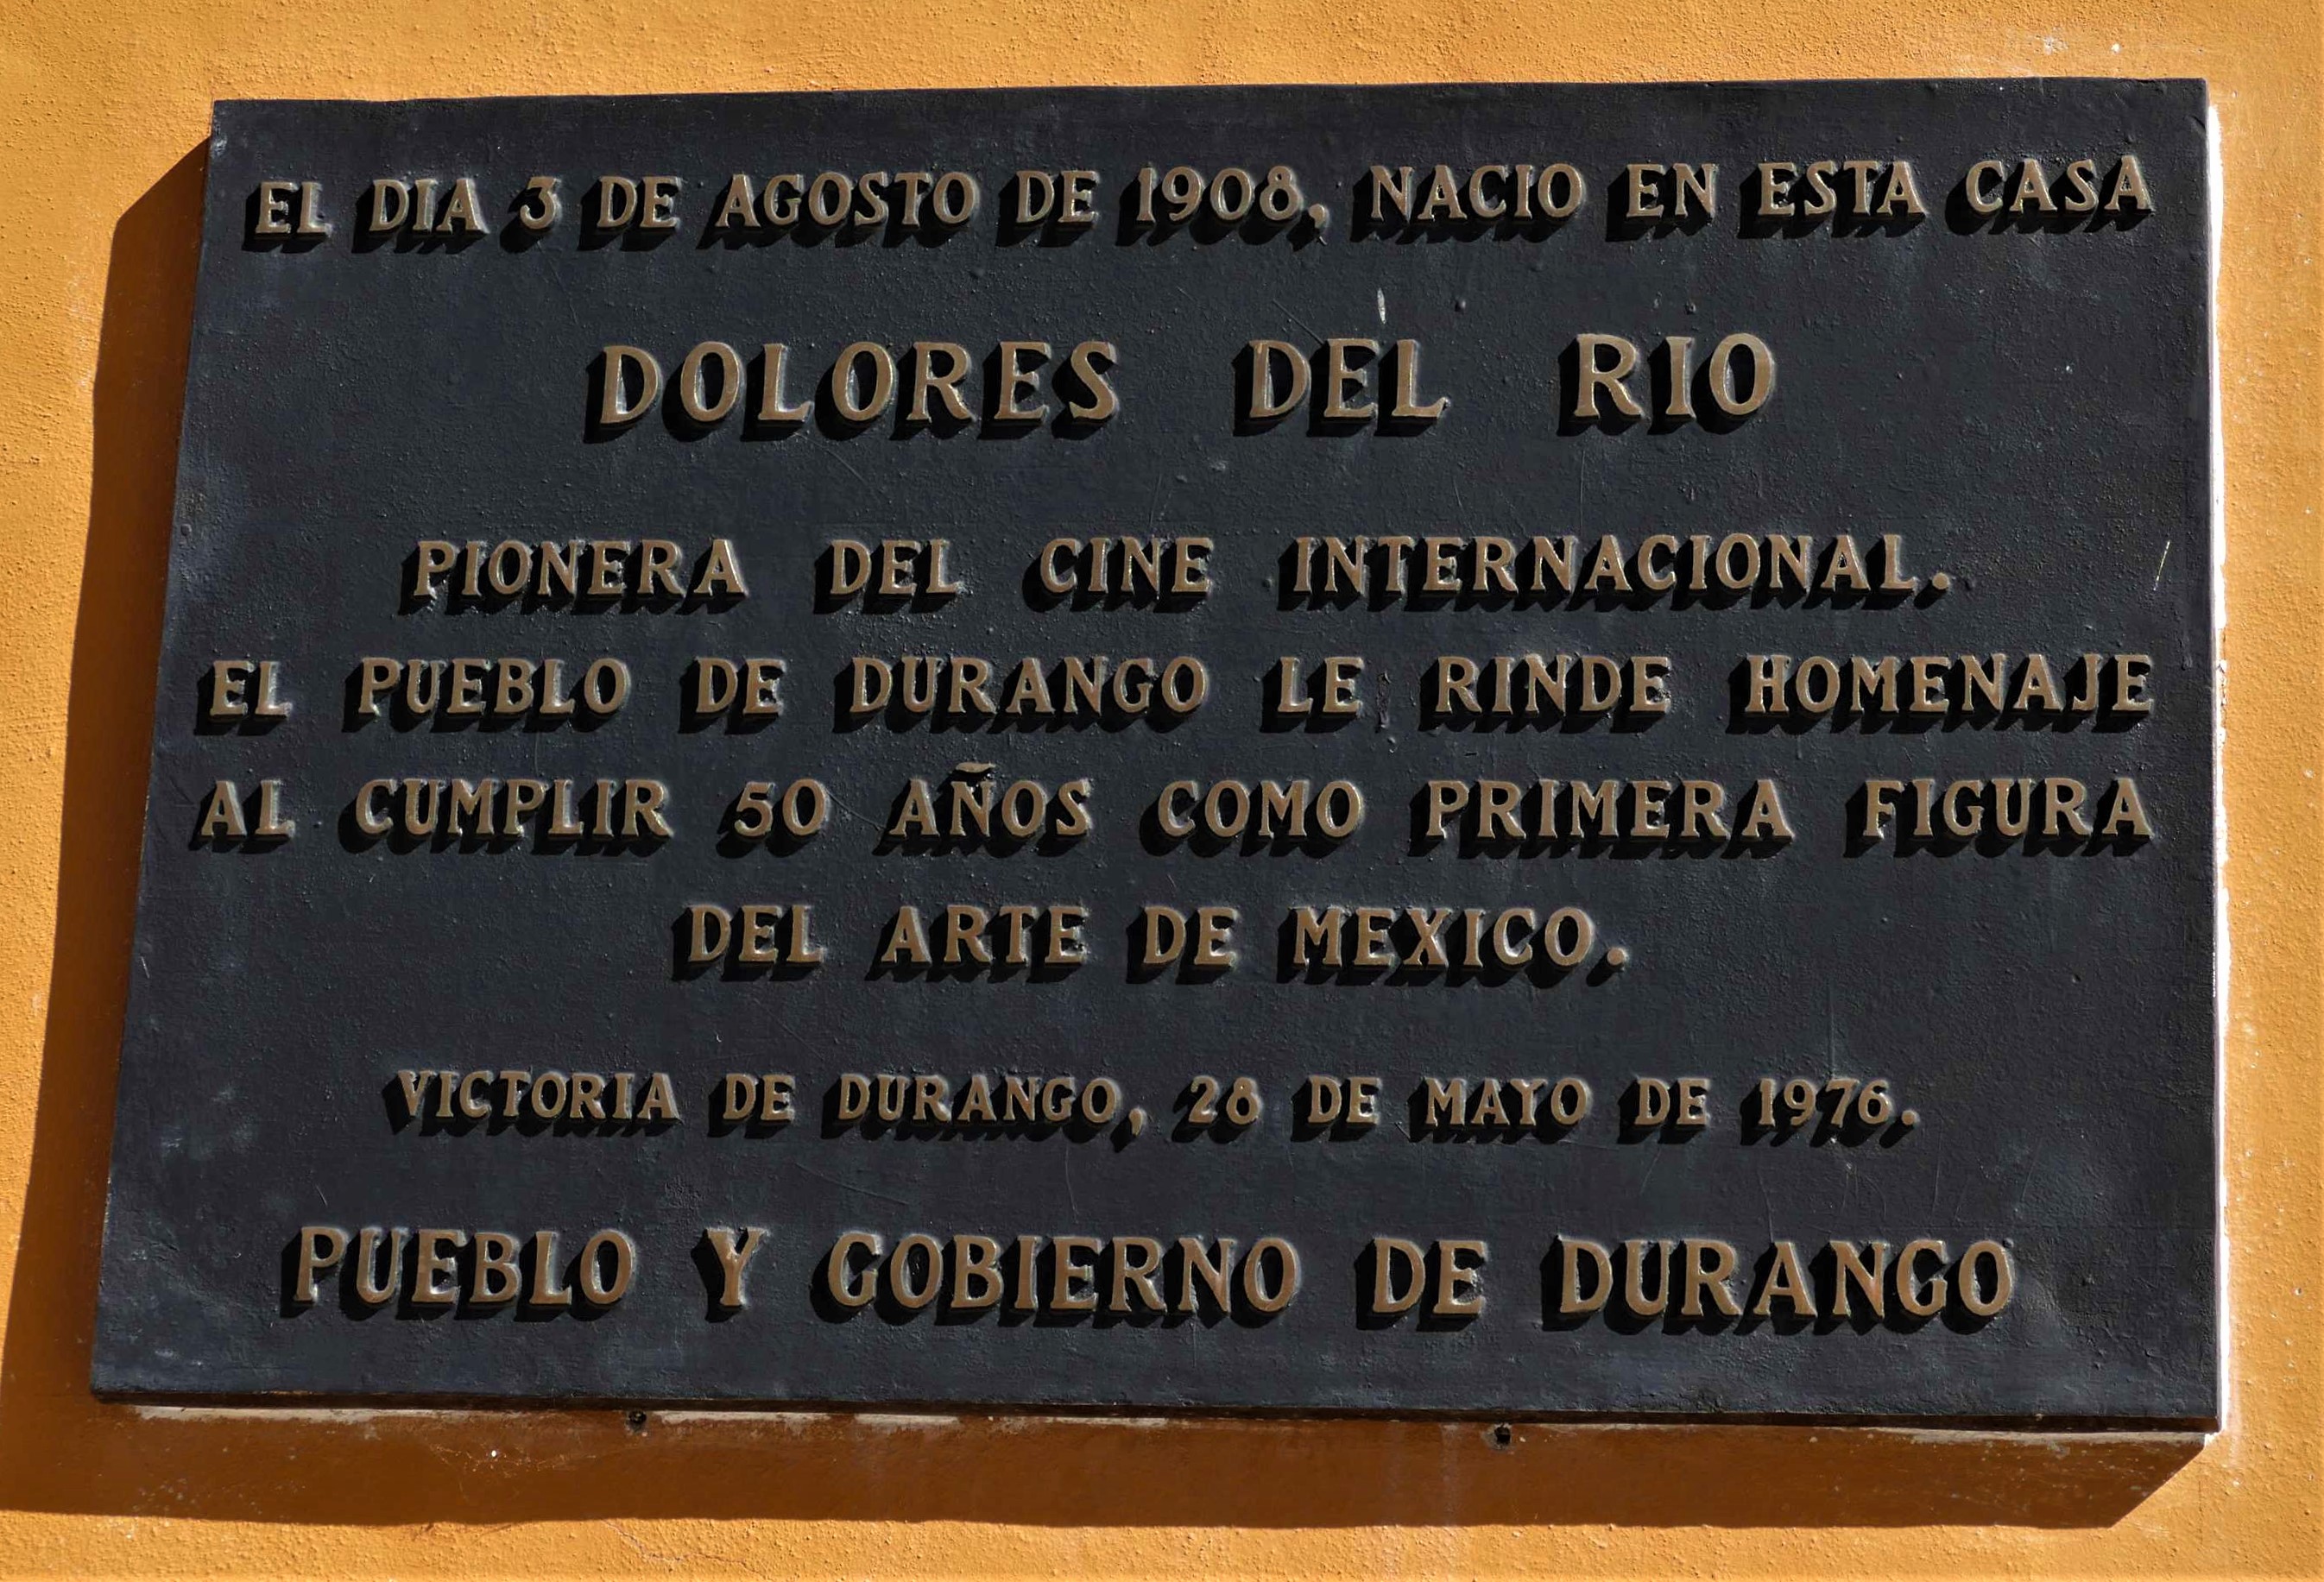 EL DIA 3 DE AGOSTO DE 1908, NACIO EN ESTA CASA
DOLORES DEL RIO
PIONERA DEL CINE INTERNACIONAL.
EL PUEBLO DE DURANGO LE RINDE HOMENAJE
AL CUMPLIR 50 AÑOS COMO PRIMERA FIGURA
DEL ARTE DE MEXICO.
VICTORIA DE DURANGO, 28 DE MAYO DE 1976.
PUEBLO Y GOBIERNO DE DURANGO